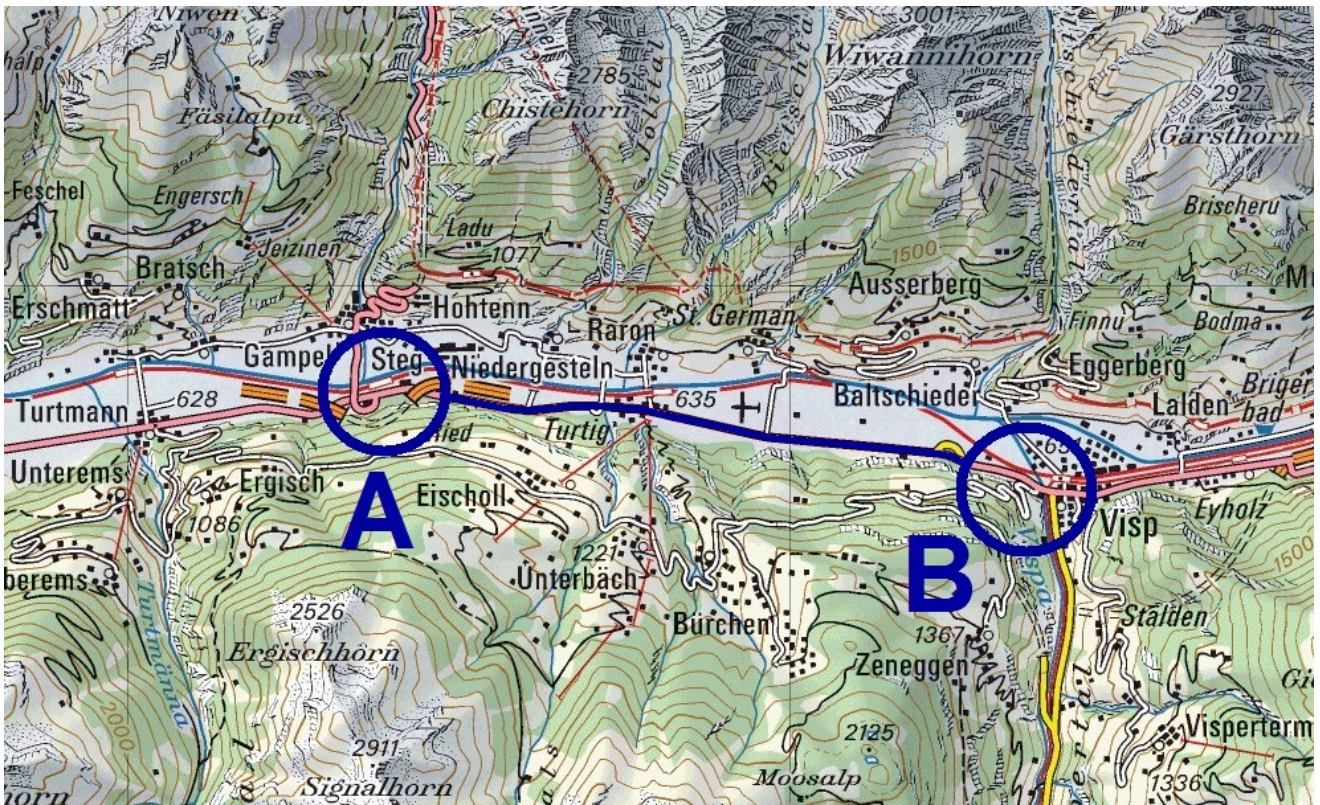 Niwen
3001
Wiwannihorn
2785
2927
Chistehorn
Gärsthorn
Fäsilalpu
Bietschtal
-Feschel
Engersch
Brischeru
Ladu
Jeizinen
1077
1500
Bratsch
Ausserberg
Erschmatt
Hohtenn
St. German
Finnu
Bodma
Raron
Gampel
Steg
Niedergesteln
Eggerberg
Baltschieder
Briger
bad
Lalden
Turtmann
628
635
Turtig
Unterems
Ergisch
Eischoll
A
Visp
Eyholz
1086
B
Vispa
1500
1221
Unterbäch
Turtmänna
Bürchen
2526
Stalden
Ergischhorn
1367
Zeneggen
2000
2125
2911
Moosalp
1336
Signalhorn